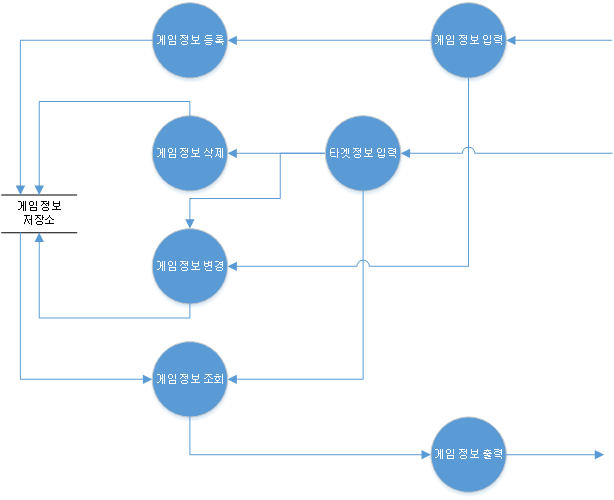 게임정보 등록
게임정보 입력
게임정보 삭제
타겟정보 입력
게임정보
저장소
게임정보 변경
게임정보 조회
게임정보 출력